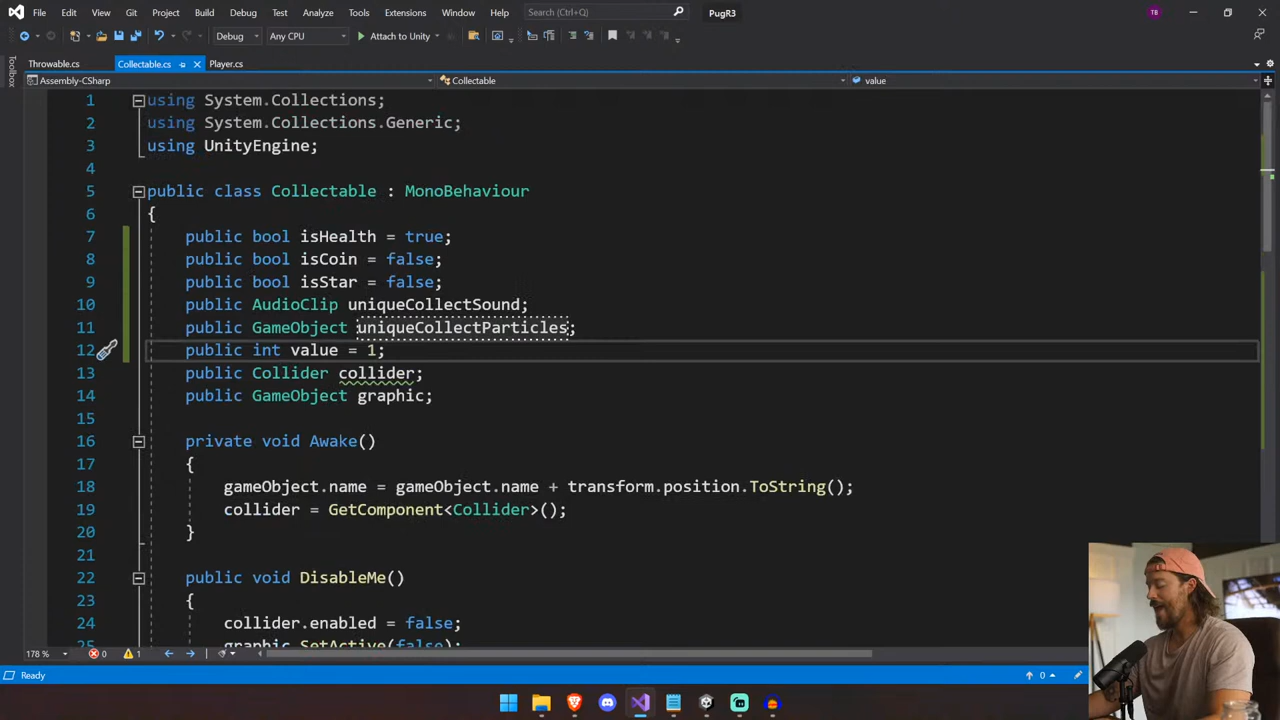 File Edit View Git Project Build Debug Test Analyze Tools Extensions Window Help Search (Ctrl+Q) PugR3 TB
Debug Any CPU Attach to Unity
Toolbox
Throwable.cs Collectable.cs Player.cs
Assembly-CSharp Collectable value
1 using System.Collections;
2 using System.Collections.Generic;
3 using UnityEngine;
4
5 public class Collectable : MonoBehaviour
6 {
7 public bool isHealth = true;
8 public bool isCoin = false;
9 public bool isStar = false;
10 public AudioClip uniqueCollectSound;
11 public GameObject uniqueCollectParticles;
12 public int value = 1;
13 public Collider collider;
14 public GameObject graphic;
15
16 private void Awake()
17 {
18 gameObject.name = gameObject.name + transform.position.ToString();
19 collider = GetComponent<Collider>();
20 }
21
22 public void DisableMe()
23 {
24 collider.enabled = false;
25 graphic.SetActive(false);
178 % 0 1
Ready 0